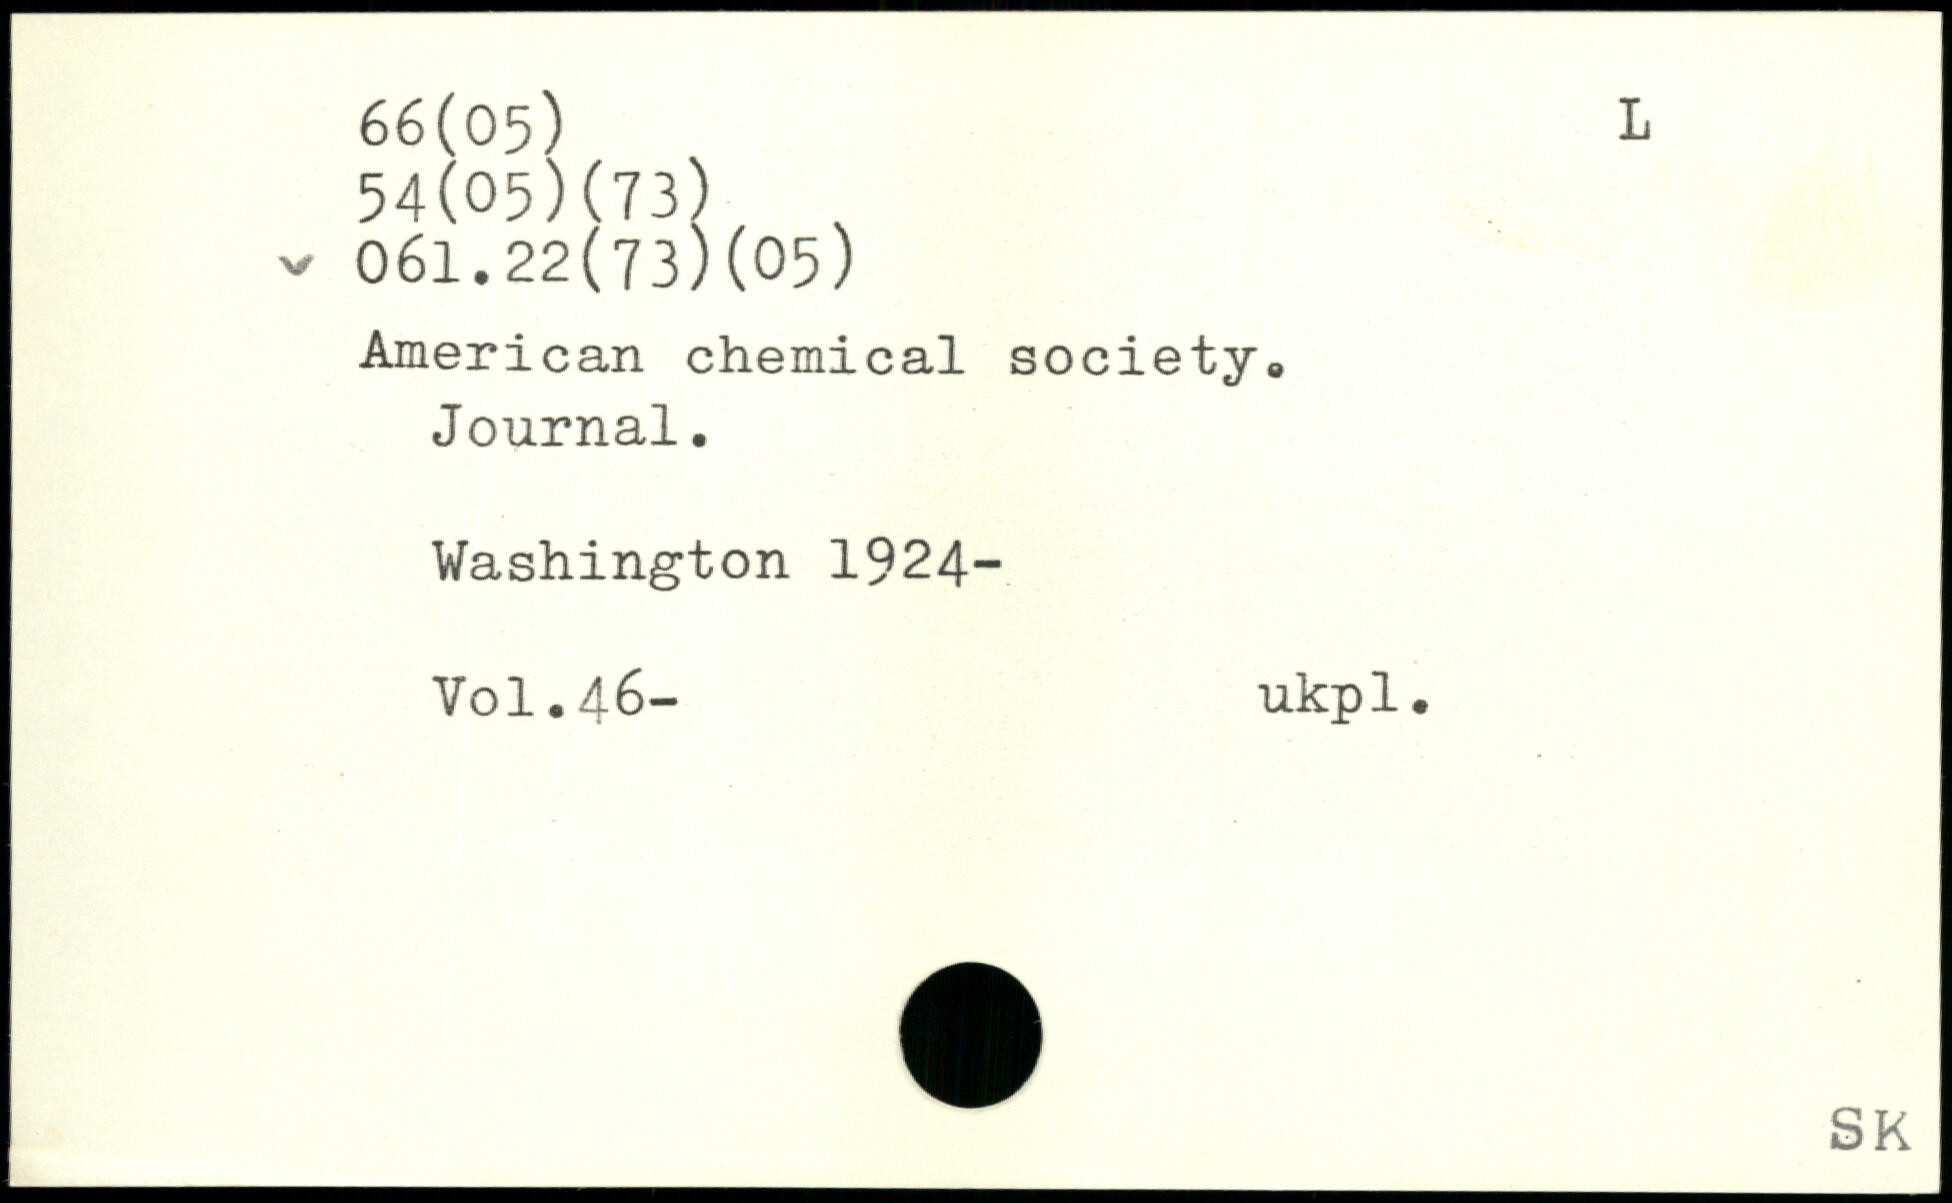 66(05) L
54(05)(73)
061.22(73)(05)
American chemical society.
Journal.
Washington 1924-
Vol.46- ukpl.
SK